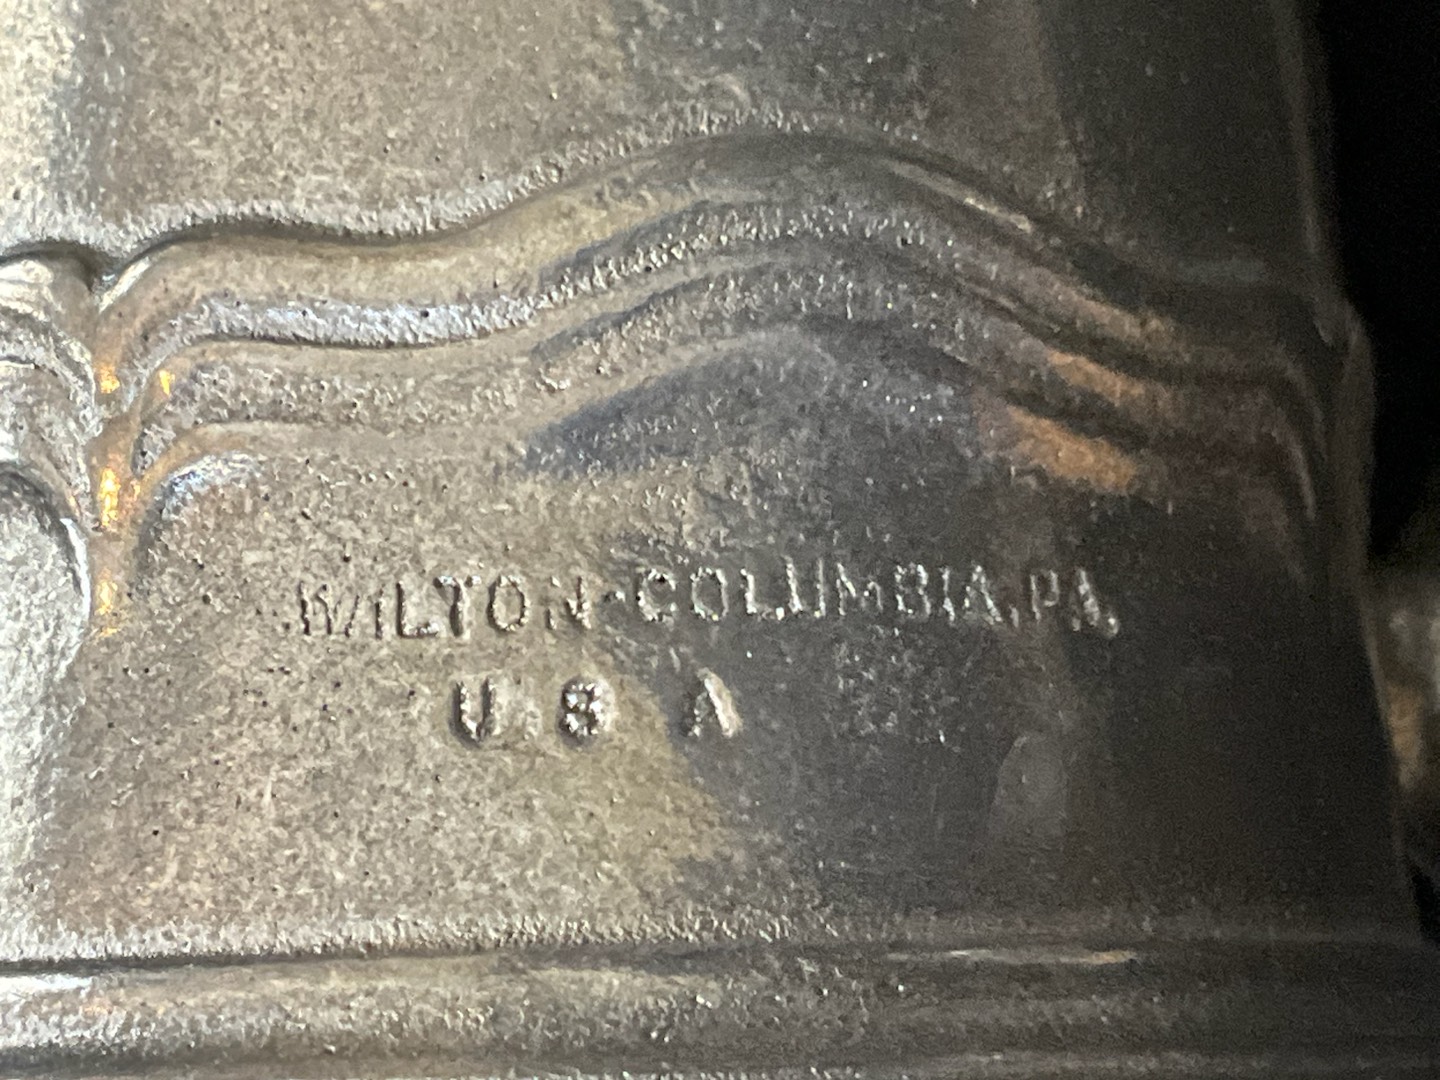 WILTON-COLUMBIA, PA.
U S A